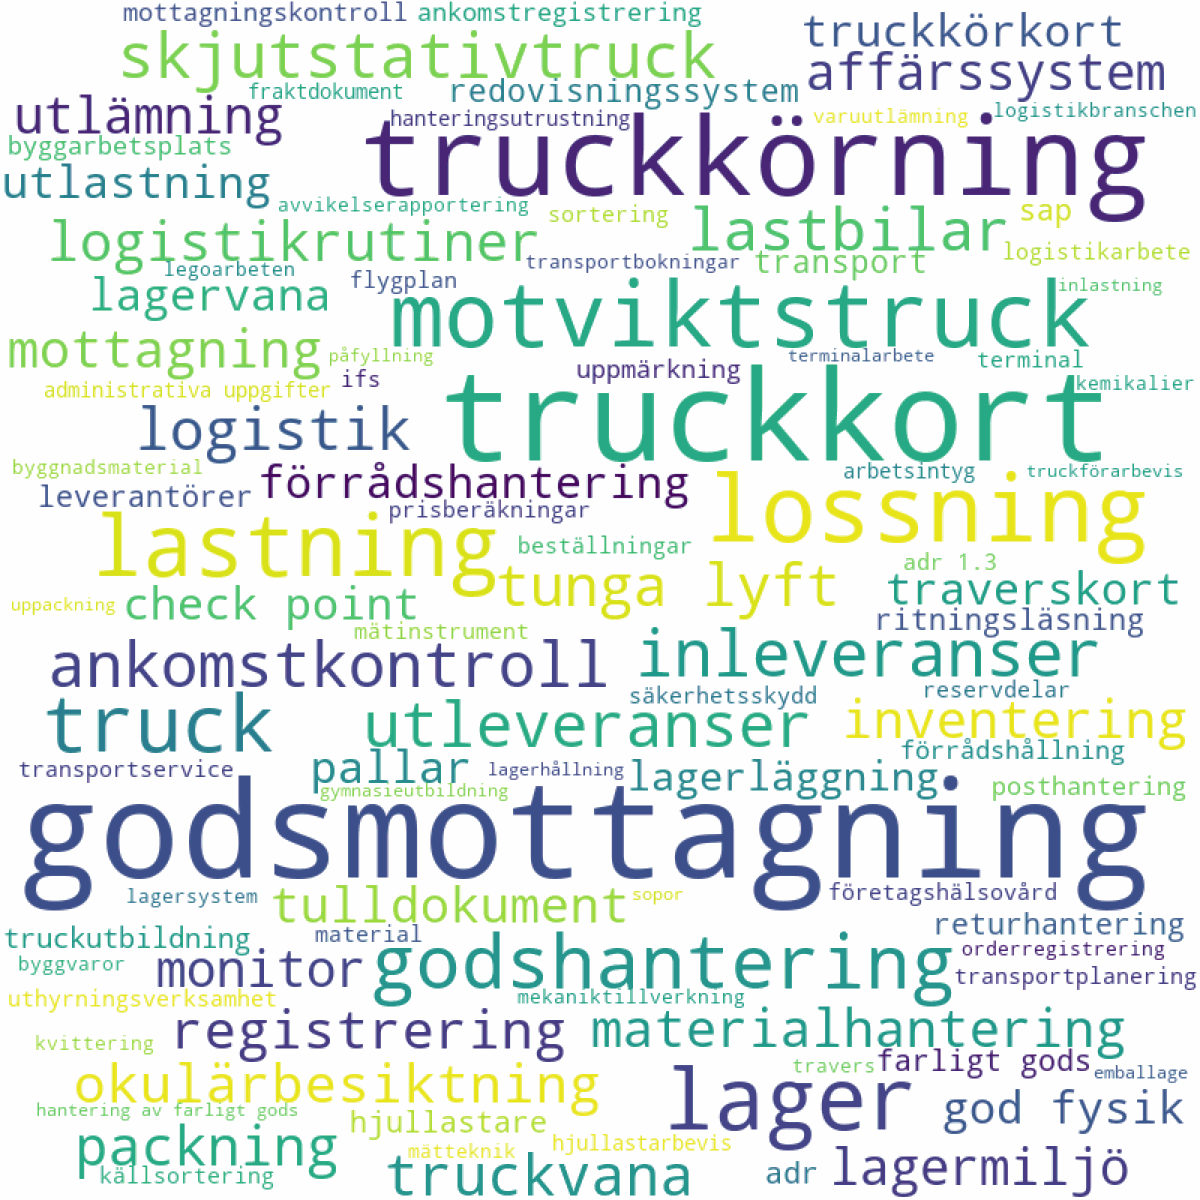 mottagningskontroll ankomstregistrering
truckkörkort
skjutstativtruck
affärssystem
fraktdokument redovisningssystem
utlämning hanteringsutrustning varuutlämning logistikbranschen
byggarbetsplats truckkörning
utlastning
avvikelserapportering sortering sap
logistikrutiner lastbilar logistikarbete
legoarbeten flygplan transportbokningar transport
lagervana motviktstruck inlastning
mottagning påfyllning terminalarbete terminal
administrativa uppgifter ifs uppmärkning kemikalier
logistik truckkort
byggnadsmaterial förrådshantering arbetsintyg truckförarbevis
leverantörer prisberäkningar lossning
lastning beställningar adr 1.3
uppackning check point tunga lyft traverskort
mätinstrument ritningsläsning
ankomstkontroll inleveranser
säkerhetsskydd reservdelar
truck utleveranser inventering
förrådshållning
transportservice pallar lagerhållning lagerläggning posthantering
gymnasieutbildning
godsmottagning
lagersystem tulldokument sopor företagshälsovård
truckutbildning material returhantering
byggvaror monitor godshantering orderregistrering
transportplanering
uthyrningsverksamhet mekaniktillverkning
kvittering registrering materialhantering
travers farligt gods emballage
okulärbesiktning lager
hantering av farligt gods hjullastare god fysik
packning mätteknik hjullastarbevis
källsortering truckvana adr lagermiljö